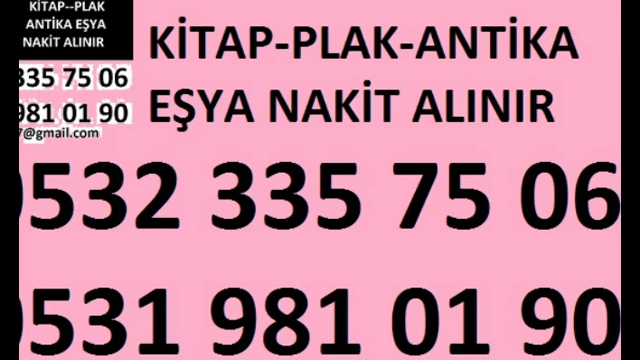 KİTAP--PLAK
ANTİKA EŞYA
NAKİT ALINIR
335 75 06
981 01 90
7@gmail.com
KİTAP-PLAK-ANTİKA
EŞYA NAKİT ALINIR
0532 335 75 06
0531 981 01 90